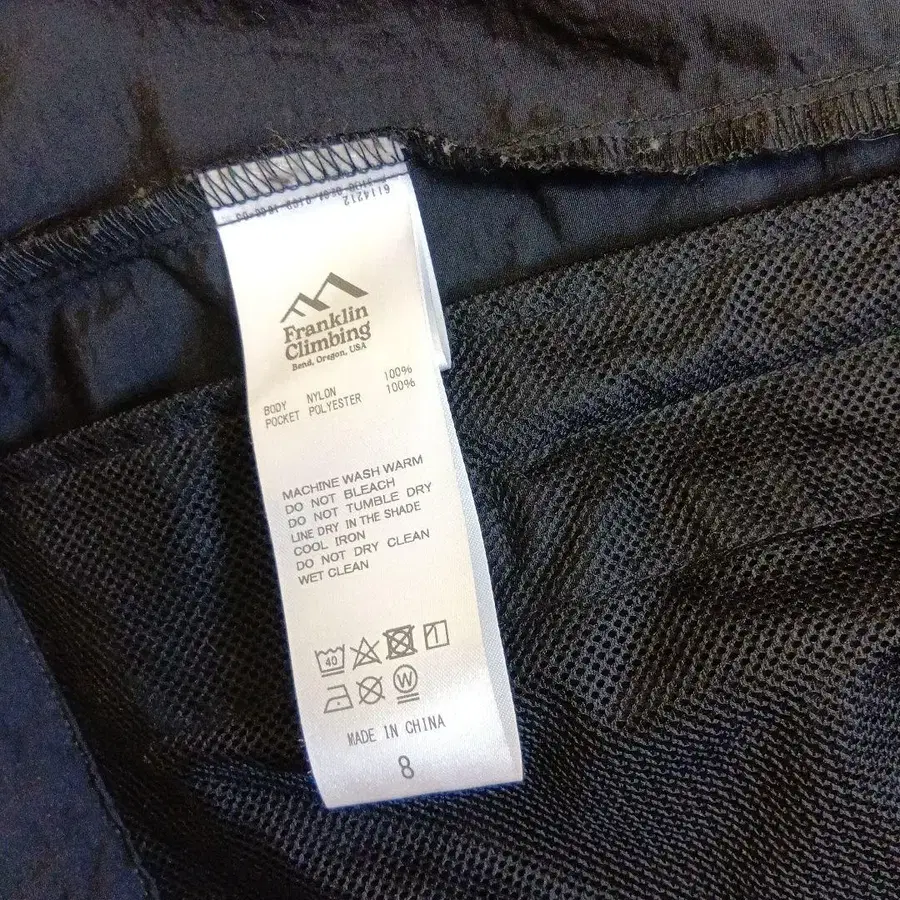 6114212
Franklin
Climbing
Bend, Oregon, USA
BODY NYLON 100%
POCKET POLYESTER 100%
MACHINE WASH WARM
DO NOT BLEACH
DO NOT TUMBLE DRY
LINE DRY IN THE SHADE
COOL IRON
DO NOT DRY CLEAN
WET CLEAN
40
W
MADE IN CHINA
8